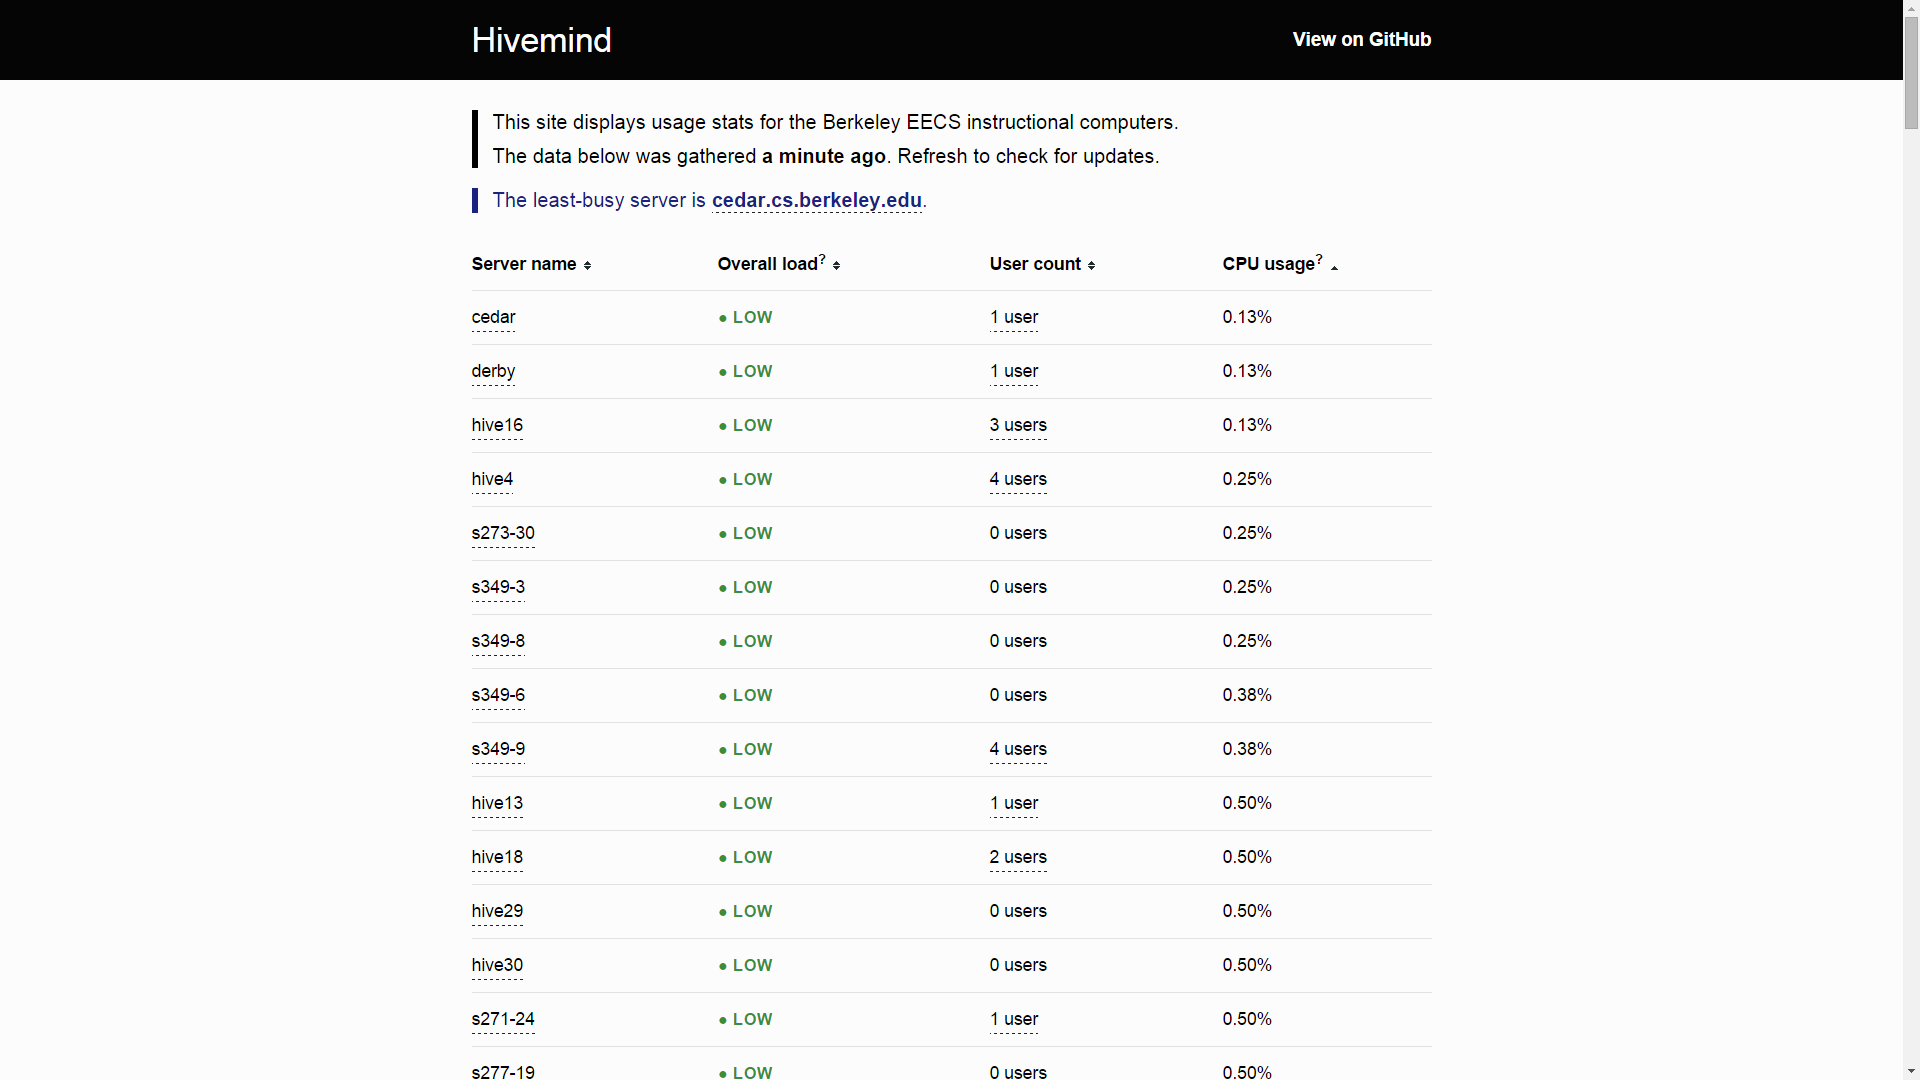 Hivemind View on GitHub
This site displays usage stats for the Berkeley EECS instructional computers.
The data below was gathered a minute ago. Refresh to check for updates.
The least-busy server is cedar.cs.berkeley.edu.
Server name Overall load? User count CPU usage?
cedar • LOW 1 user 0.13%
derby • LOW 1 user 0.13%
hive16 • LOW 3 users 0.13%
hive4 • LOW 4 users 0.25%
s273-30 • LOW 0 users 0.25%
s349-3 • LOW 0 users 0.25%
s349-8 • LOW 0 users 0.25%
s349-6 • LOW 0 users 0.38%
s349-9 • LOW 4 users 0.38%
hive13 • LOW 1 user 0.50%
hive18 • LOW 2 users 0.50%
hive29 • LOW 0 users 0.50%
hive30 • LOW 0 users 0.50%
s271-24 • LOW 1 user 0.50%
s277-19 • LOW 0 users 0.50%